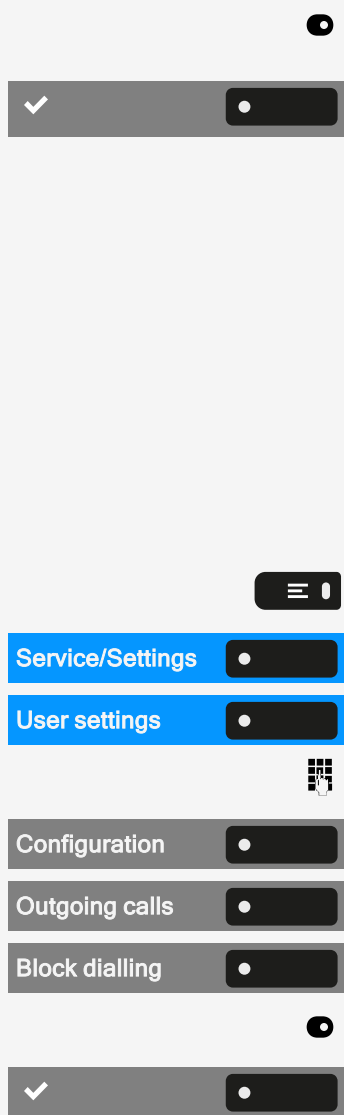 Service/Settings
User settings
Configuration
Outgoing calls
Block dialling